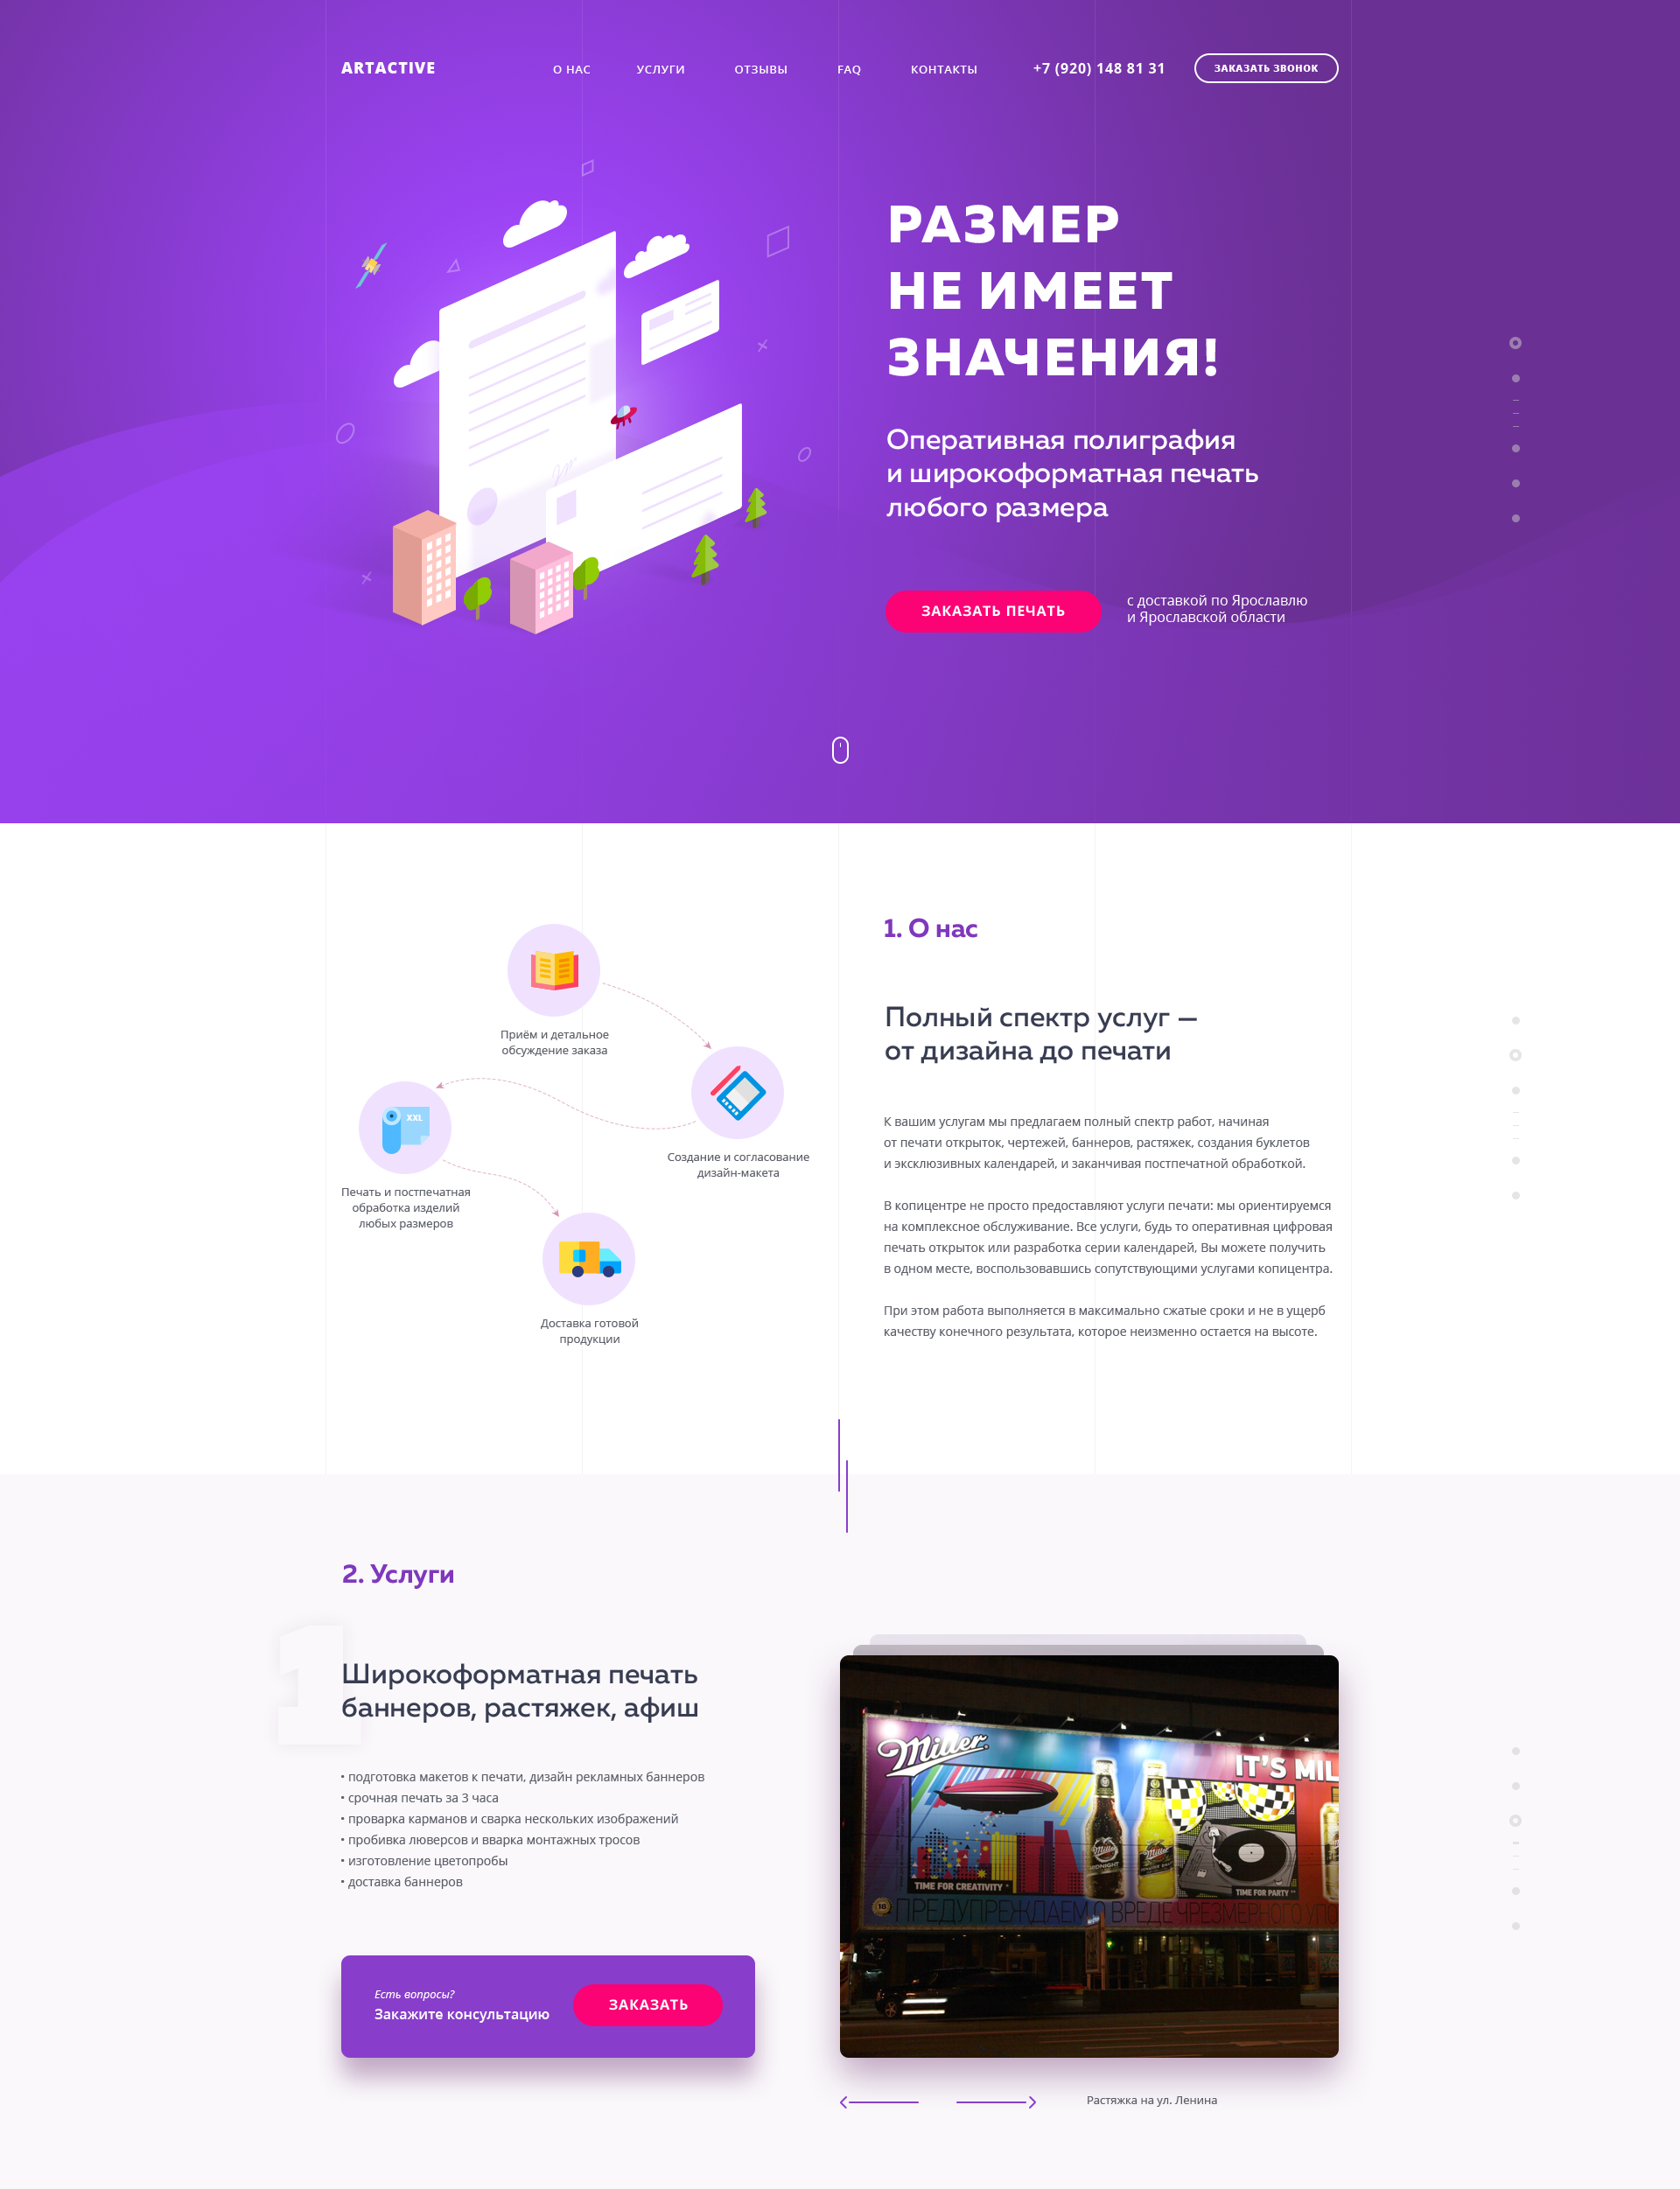 ARTACTIVE
О НАС
УСЛУГИ
ОТЗЫВЫ
FAQ
КОНТАКТЫ
+7 (920) 148 81 31
ЗАКАЗАТЬ ЗВОНОК
РАЗМЕР
НЕ ИМЕЕТ
ЗНАЧЕНИЯ!
Оперативная полиграфия
и широкоформатная печать
любого размера
ЗАКАЗАТЬ ПЕЧАТЬ
с доставкой по Ярославлю
и Ярославской области
1. О нас
Полный спектр услуг —
от дизайна до печати
К вашим услугам мы предлагаем полный спектр работ, начиная
от печати открыток, чертежей, баннеров, растяжек, создания буклетов
и эксклюзивных календарей, и заканчивая постпечатной обработкой.
В копицентре не просто предоставляют услуги печати: мы ориентируемся
на комплексное обслуживание. Все услуги, будь то оперативная цифровая
печать открыток или разработка серии календарей, Вы можете получить
в одном месте, воспользовавшись сопутствующими услугами копицентра.
При этом работа выполняется в максимально сжатые сроки и не в ущерб
качеству конечного результата, которое неизменно остается на высоте.
Приём и детальное
обсуждение заказа
Создание и согласование
дизайн-макета
XXL
Печать и постпечатная
обработка изделий
любых размеров
Доставка готовой
продукции
2. Услуги
1
Широкоформатная печать
баннеров, растяжек, афиш
• подготовка макетов к печати, дизайн рекламных баннеров
• срочная печать за 3 часа
• проварка карманов и сварка нескольких изображений
• пробивка люверсов и вварка монтажных тросов
• изготовление цветопробы
• доставка баннеров
Есть вопросы?
Закажите консультацию
ЗАКАЗАТЬ
Miller
IT'S MIL
Miller
MIDNIGHT
Miller
TIME FOR CREATIVITY
TIME FOR PARTY
18
ПРЕДУПРЕЖДАЕМ О ВРЕДЕ ЧРЕЗМЕРНОГО УПО
Растяжка на ул. Ленина